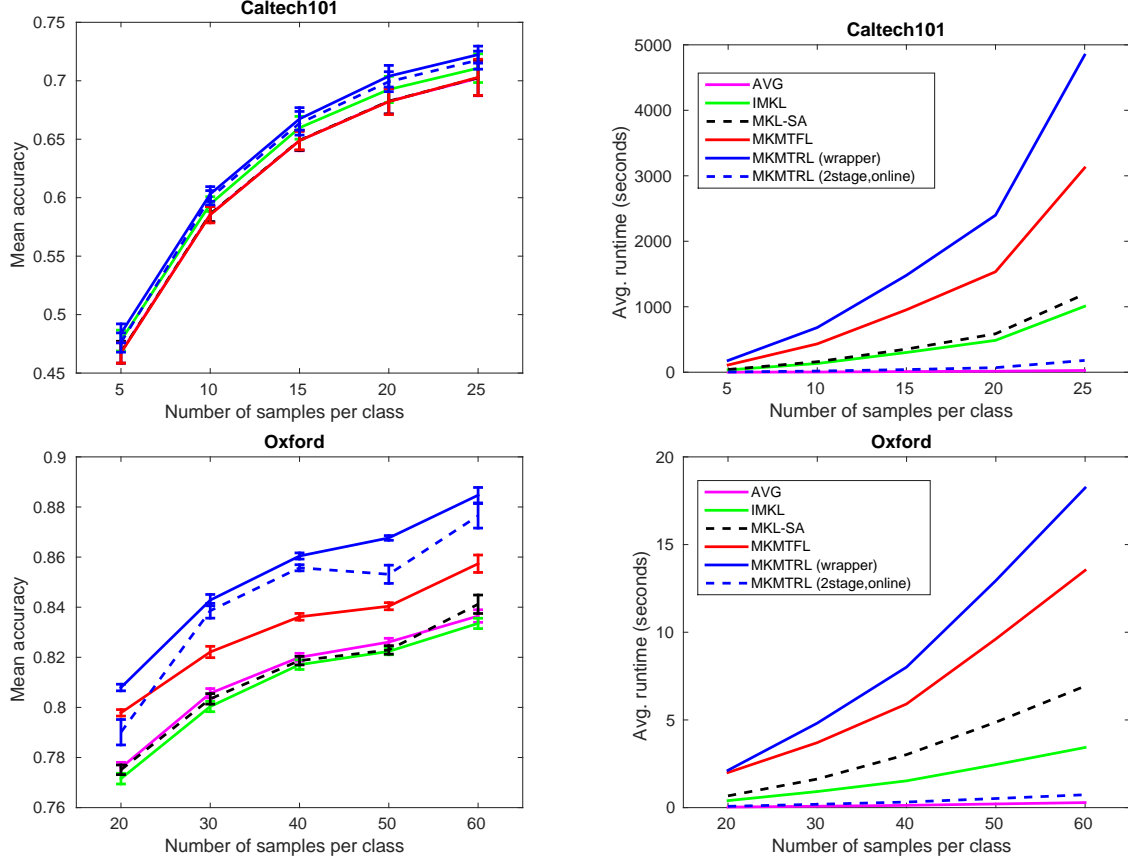 Caltech101
0.75
0.7
0.65
0.6
0.55
0.5
0.45
Mean accuracy
5 10 15 20 25
Number of samples per class
Caltech101
5000
4000
3000
2000
1000
0
Avg. runtime (seconds)
AVG
IMKL
MKL-SA
MKMTFL
MKMTRL (wrapper)
MKMTRL (2stage,online)
5 10 15 20 25
Number of samples per class
Oxford
0.9
0.88
0.86
0.84
0.82
0.8
0.78
0.76
Mean accuracy
20 30 40 50 60
Number of samples per class
Oxford
20
15
10
5
0
Avg. runtime (seconds)
AVG
IMKL
MKL-SA
MKMTFL
MKMTRL (wrapper)
MKMTRL (2stage,online)
20 30 40 50 60
Number of samples per class